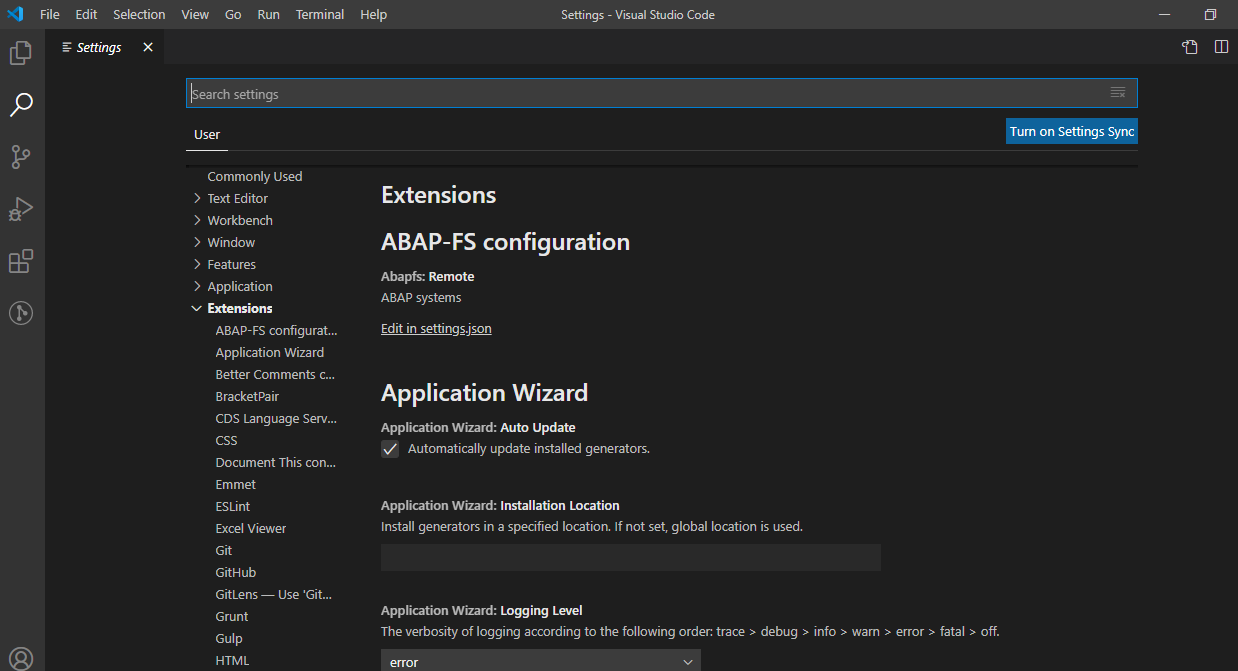 File Edit Selection View Go Run Terminal Help
Settings - Visual Studio Code
Settings
Search settings
User
Turn on Settings Sync
Commonly Used
Text Editor
Workbench
Window
Features
Application
Extensions
ABAP-FS configurat...
Application Wizard
Better Comments c...
BracketPair
CDS Language Serv...
CSS
Document This con...
Emmet
ESLint
Excel Viewer
Git
GitHub
GitLens — Use 'Git...
Grunt
Gulp
HTML
Extensions
ABAP-FS configuration
Abapfs: Remote
ABAP systems
Edit in settings.json
Application Wizard
Application Wizard: Auto Update
Automatically update installed generators.
Application Wizard: Installation Location
Install generators in a specified location. If not set, global location is used.
Application Wizard: Logging Level
The verbosity of logging according to the following order: trace > debug > info > warn > error > fatal > off.
error